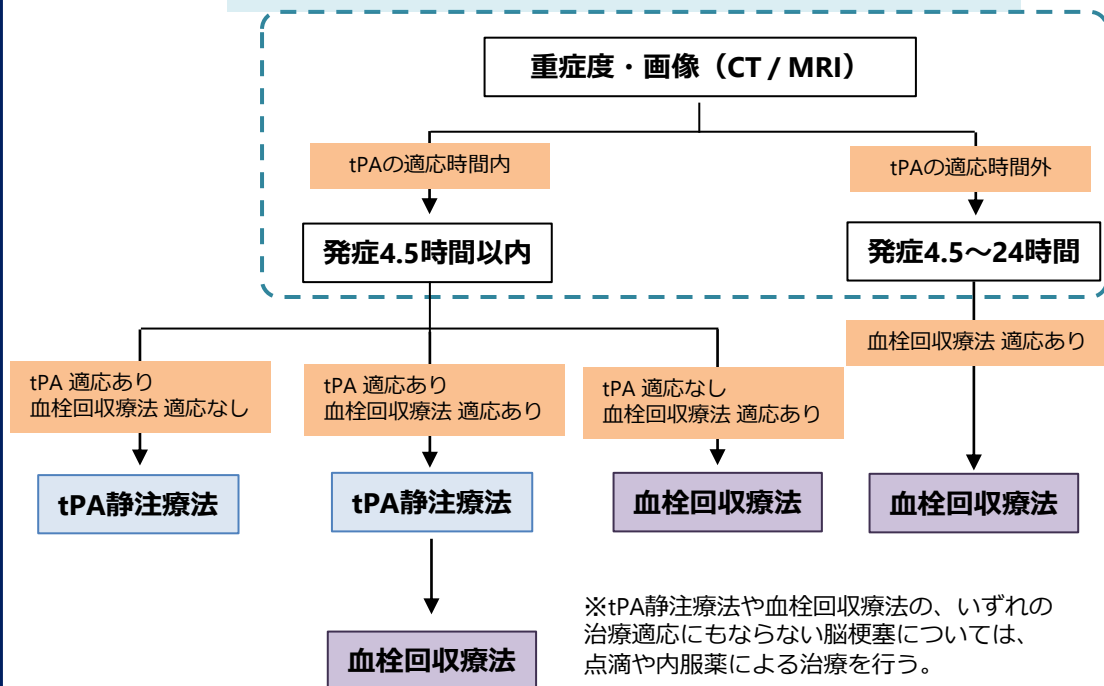 重症度・画像（CT / MRI）
tPAの適応時間内
tPAの適応時間外
発症4.5時間以内
発症4.5～24時間
血栓回収療法 適応あり
tPA 適応あり
血栓回収療法 適応なし
tPA 適応あり
血栓回収療法 適応あり
tPA 適応なし
血栓回収療法 適応あり
tPA静注療法
tPA静注療法
血栓回収療法
血栓回収療法
血栓回収療法
※tPA静注療法や血栓回収療法の、いずれの
治療適応にもならない脳梗塞については、
点滴や内服薬による治療を行う。